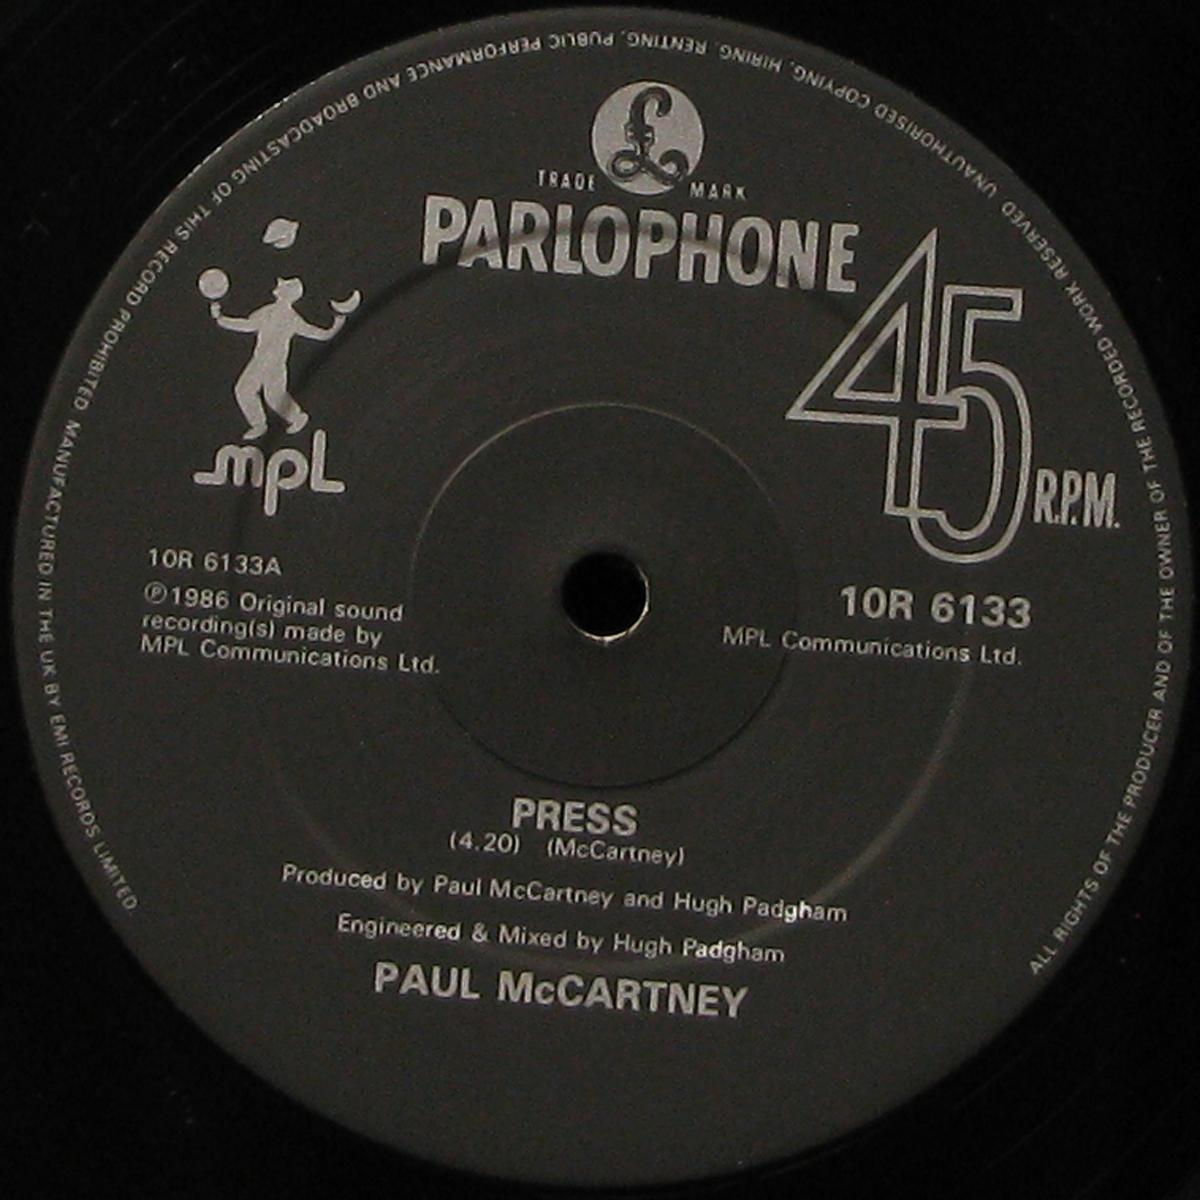 ALL RIGHTS OF THE PRODUCER AND OF THE OWNER OF THE RECORDED WORK RESERVED. UNAUTHORISED COPYING, HIRING, RENTING, PUBLIC PERFORMANCE AND BROADCASTING OF THIS RECORD PROHIBITED. MANUFACTURED IN THE UK BY EMI RECORDS LIMITED.
£
TRADE MARK
PARLOPHONE
45
R.P.M.
mpL
10R 6133A
℗1986 Original sound
recording(s) made by
MPL Communications Ltd.
10R 6133
MPL Communications Ltd.
PRESS
(4.20) (McCartney)
Produced by Paul McCartney and Hugh Padgham
Engineered & Mixed by Hugh Padgham
PAUL McCARTNEY